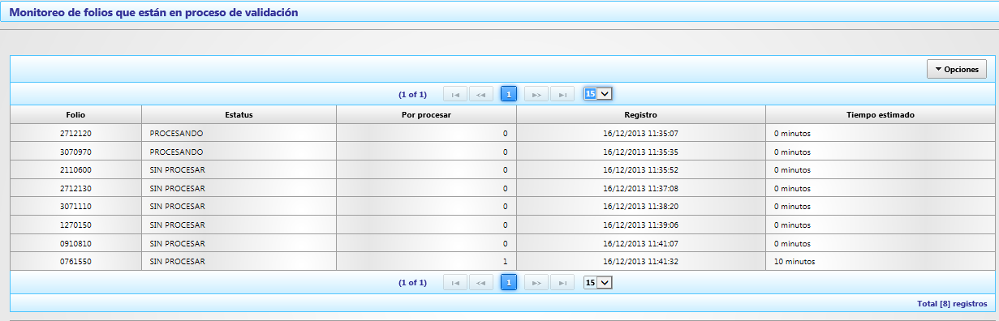 Monitoreo de folios que están en proceso de validación
Opciones
(1 of 1) 1 15
Folio Estatus Por procesar Registro Tiempo estimado
2712120 PROCESANDO 0 16/12/2013 11:35:07 0 minutos
3070970 PROCESANDO 0 16/12/2013 11:35:35 0 minutos
2110600 SIN PROCESAR 0 16/12/2013 11:35:52 0 minutos
2712130 SIN PROCESAR 0 16/12/2013 11:37:08 0 minutos
3071110 SIN PROCESAR 0 16/12/2013 11:38:20 0 minutos
1270150 SIN PROCESAR 0 16/12/2013 11:39:06 0 minutos
0910810 SIN PROCESAR 0 16/12/2013 11:41:07 0 minutos
0761550 SIN PROCESAR 1 16/12/2013 11:41:32 10 minutos
(1 of 1) 1 15
Total [8] registros